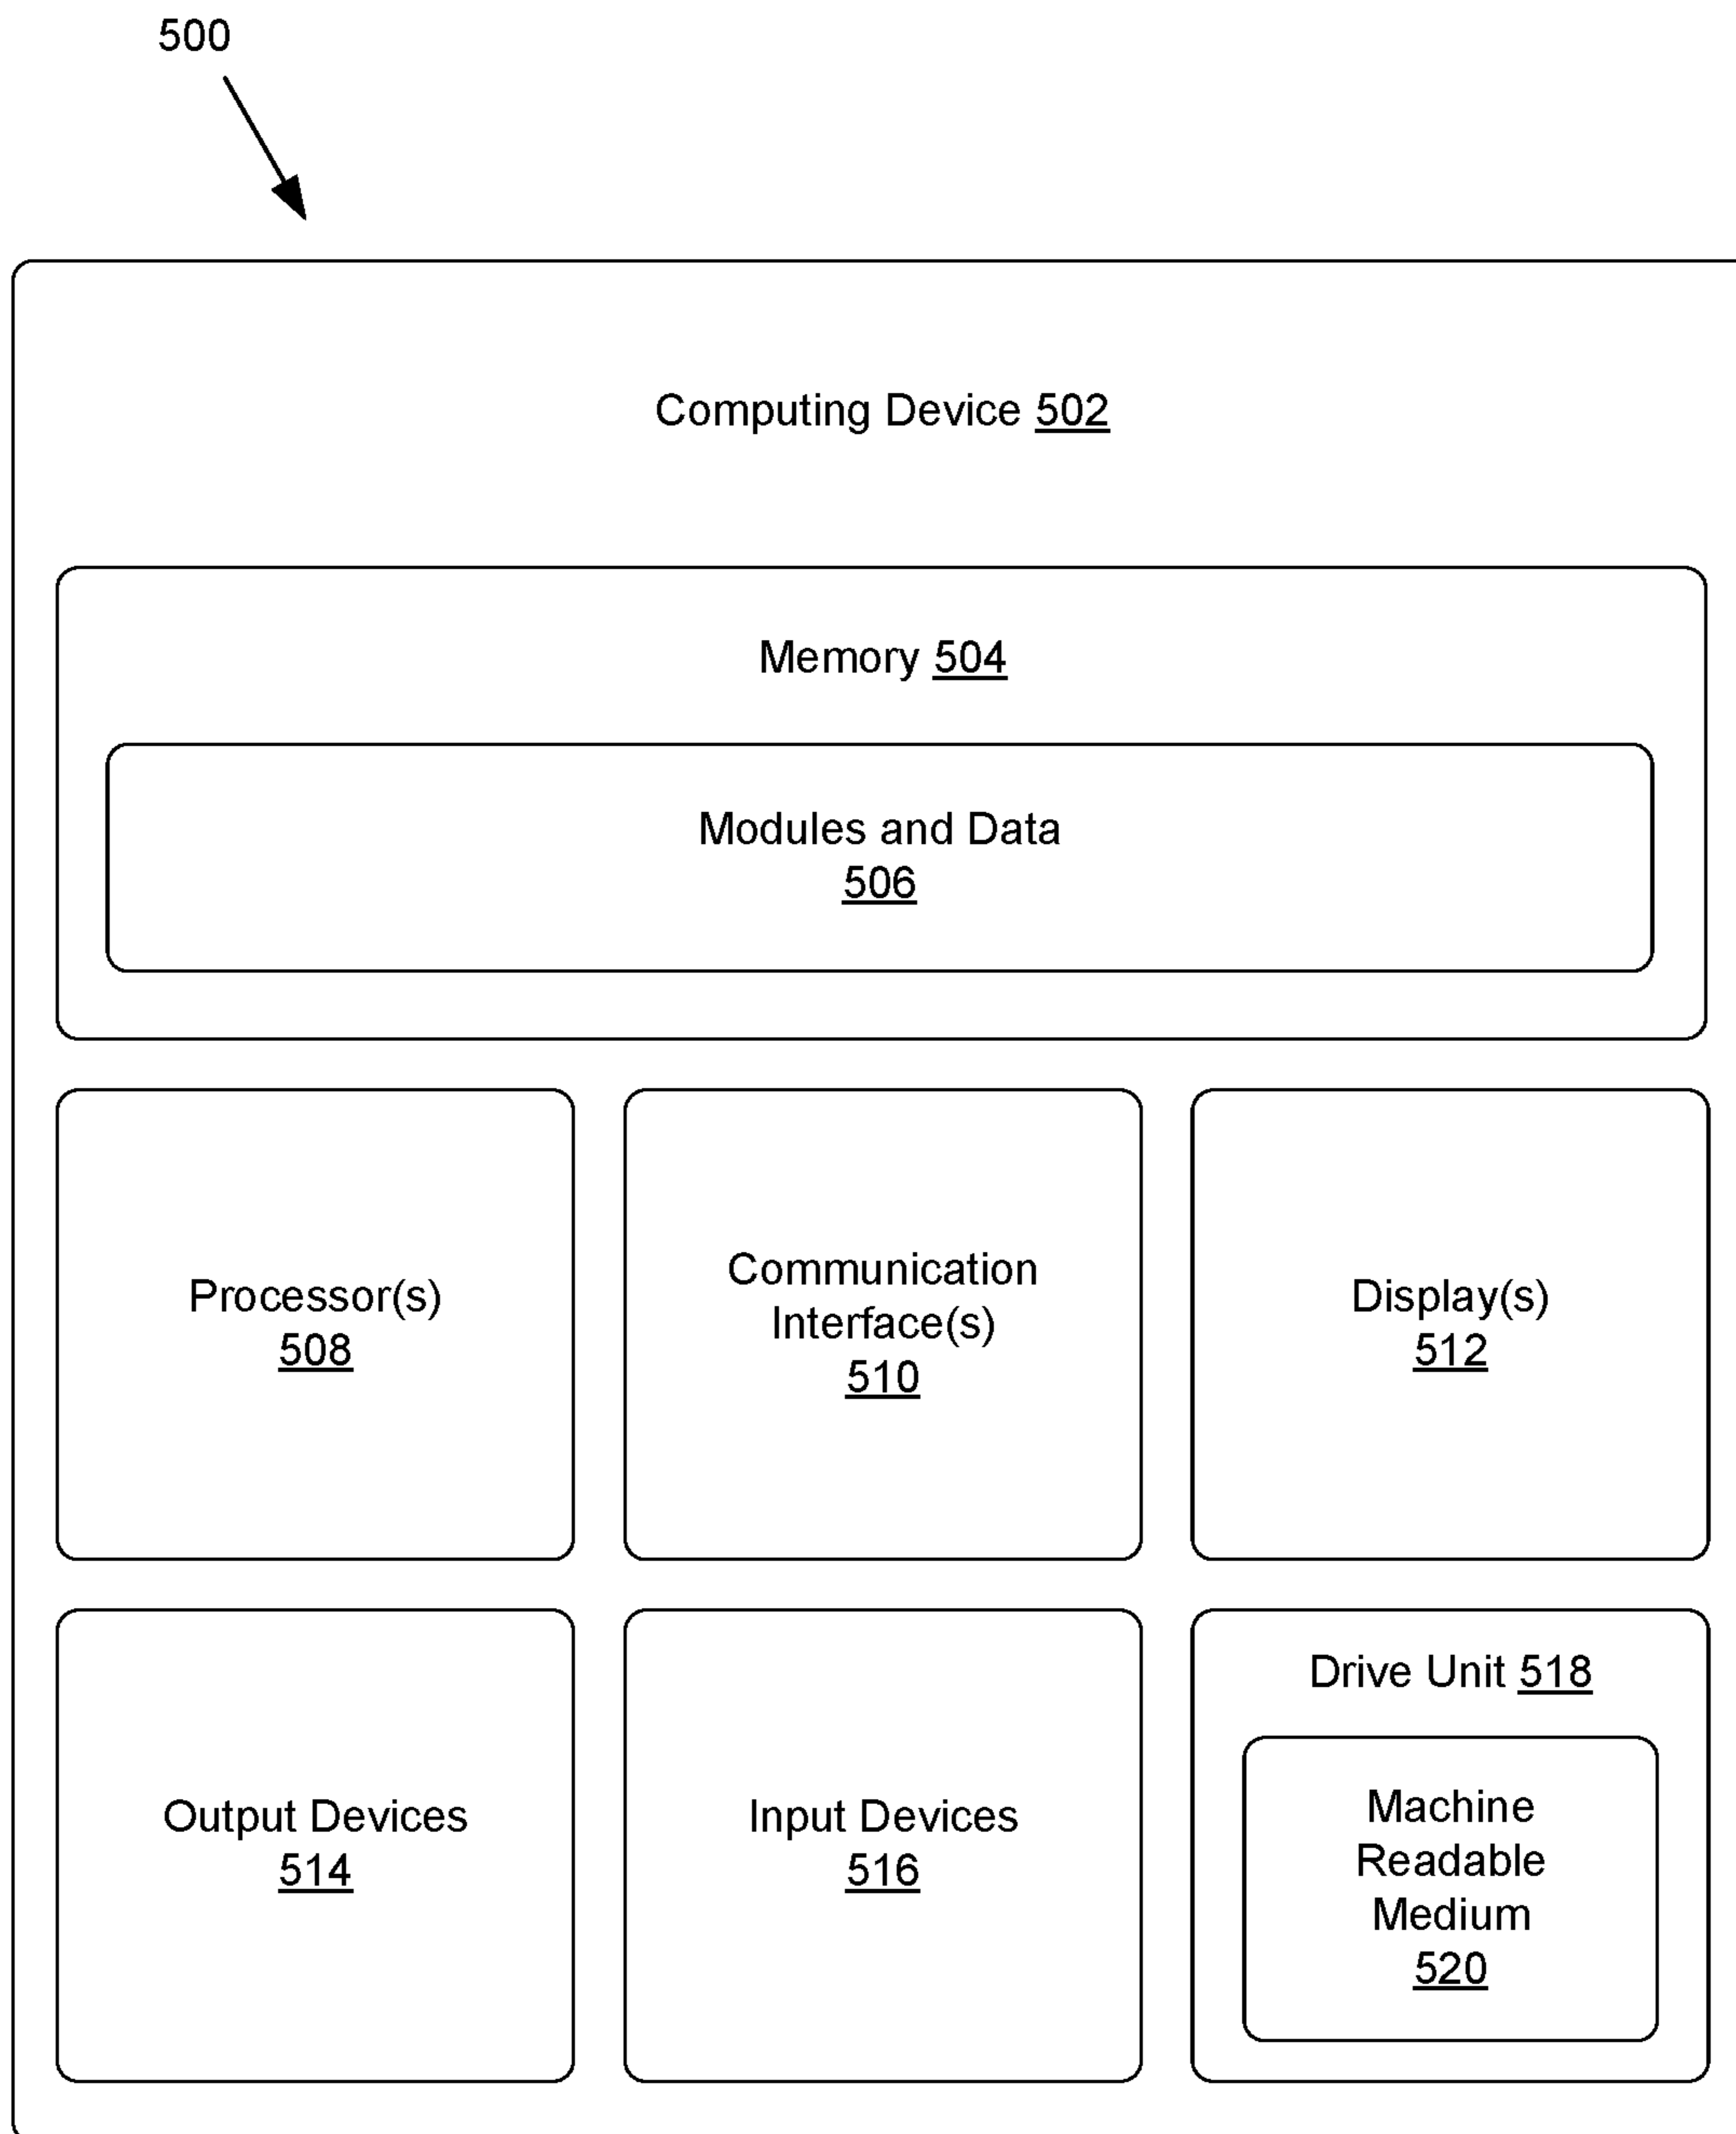 500
Computing Device 502
Memory 504
Modules and Data
506
Processor(s)
508
Communication
Interface(s)
510
Display(s)
512
Output Devices
514
Input Devices
516
Drive Unit 518
Machine
Readable
Medium
520